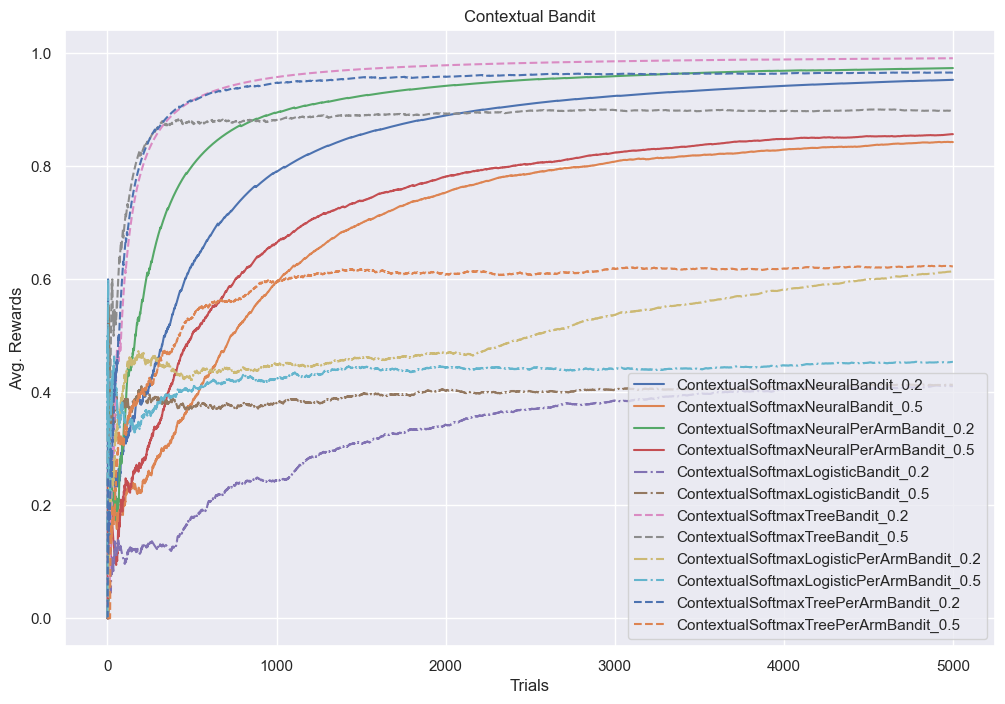 Contextual Bandit
Avg. Rewards
1.0
0.8
0.6
0.4
0.2
0.0
0
1000
2000
3000
4000
5000
Trials
ContextualSoftmaxNeuralBandit_0.2
ContextualSoftmaxNeuralBandit_0.5
ContextualSoftmaxNeuralPerArmBandit_0.2
ContextualSoftmaxNeuralPerArmBandit_0.5
ContextualSoftmaxLogisticBandit_0.2
ContextualSoftmaxLogisticBandit_0.5
ContextualSoftmaxTreeBandit_0.2
ContextualSoftmaxTreeBandit_0.5
ContextualSoftmaxLogisticPerArmBandit_0.2
ContextualSoftmaxLogisticPerArmBandit_0.5
ContextualSoftmaxTreePerArmBandit_0.2
ContextualSoftmaxTreePerArmBandit_0.5